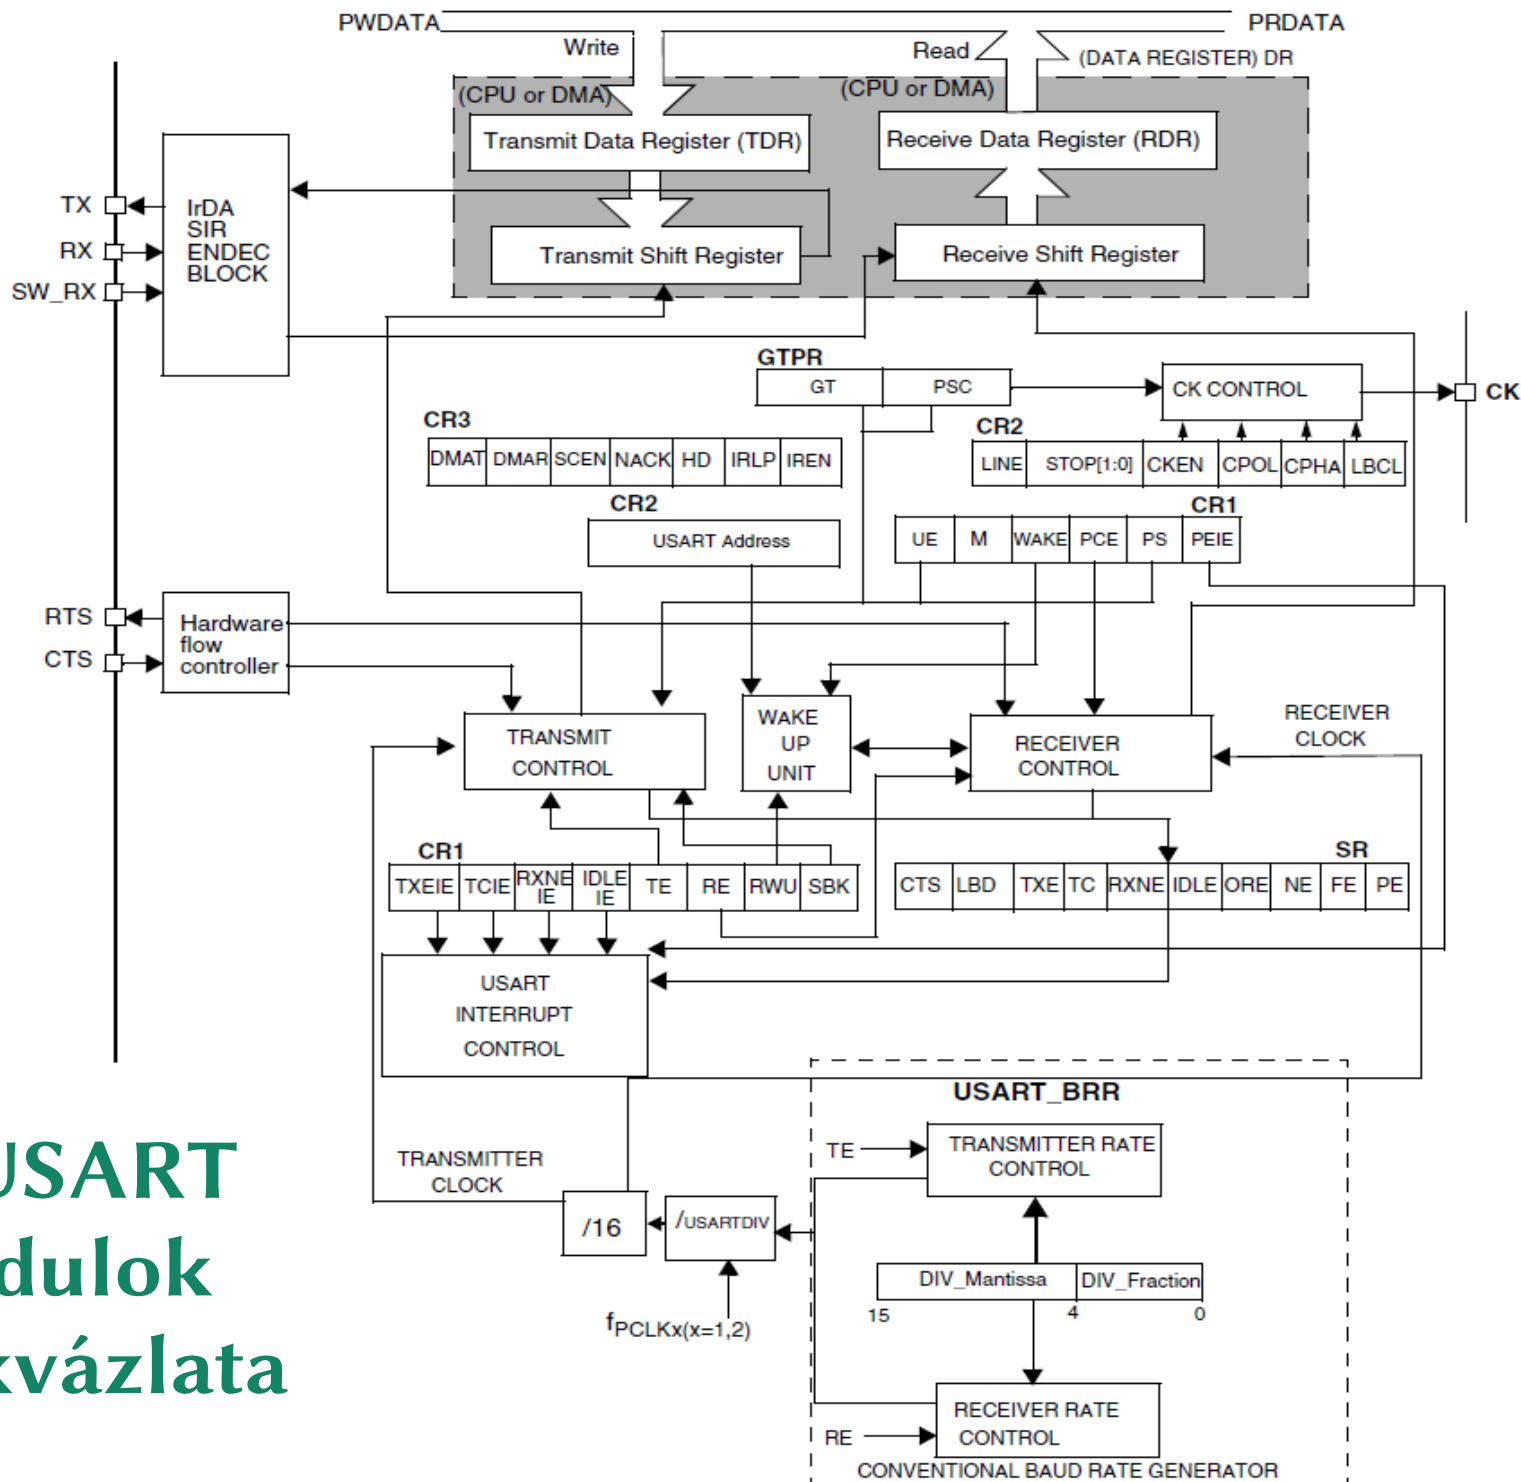 PWDATA
PRDATA
Write
Read
(DATA REGISTER) DR
(CPU or DMA)
(CPU or DMA)
Transmit Data Register (TDR)
Receive Data Register (RDR)
TX
RX
SW_RX
IrDA
SIR
ENDEC
BLOCK
Transmit Shift Register
Receive Shift Register
GTPR
GT
PSC
CK CONTROL
CK
CR3
DMAT DMAR SCEN NACK HD IRLP IREN
CR2
LINE STOP[1:0] CKEN CPOL CPHA LBCL
CR2
USART Address
CR1
UE M WAKE PCE PS PEIE
RTS
CTS
Hardware
flow
controller
TRANSMIT
CONTROL
WAKE
UP
UNIT
RECEIVER
CONTROL
RECEIVER
CLOCK
CR1
TXEIE TCIE RXNE IE IDLE IE TE RE RWU SBK
SR
CTS LBD TXE TC RXNE IDLE ORE NE FE PE
USART
INTERRUPT
CONTROL
USART_BRR
TE
TRANSMITTER RATE
CONTROL
TRANSMITTER
CLOCK
/16
/USARTDIV
fPCLKx(x=1,2)
DIV_Mantissa DIV_Fraction
15 4 0
RE
RECEIVER RATE
CONTROL
CONVENTIONAL BAUD RATE GENERATOR
USART
dulok
kvázlata